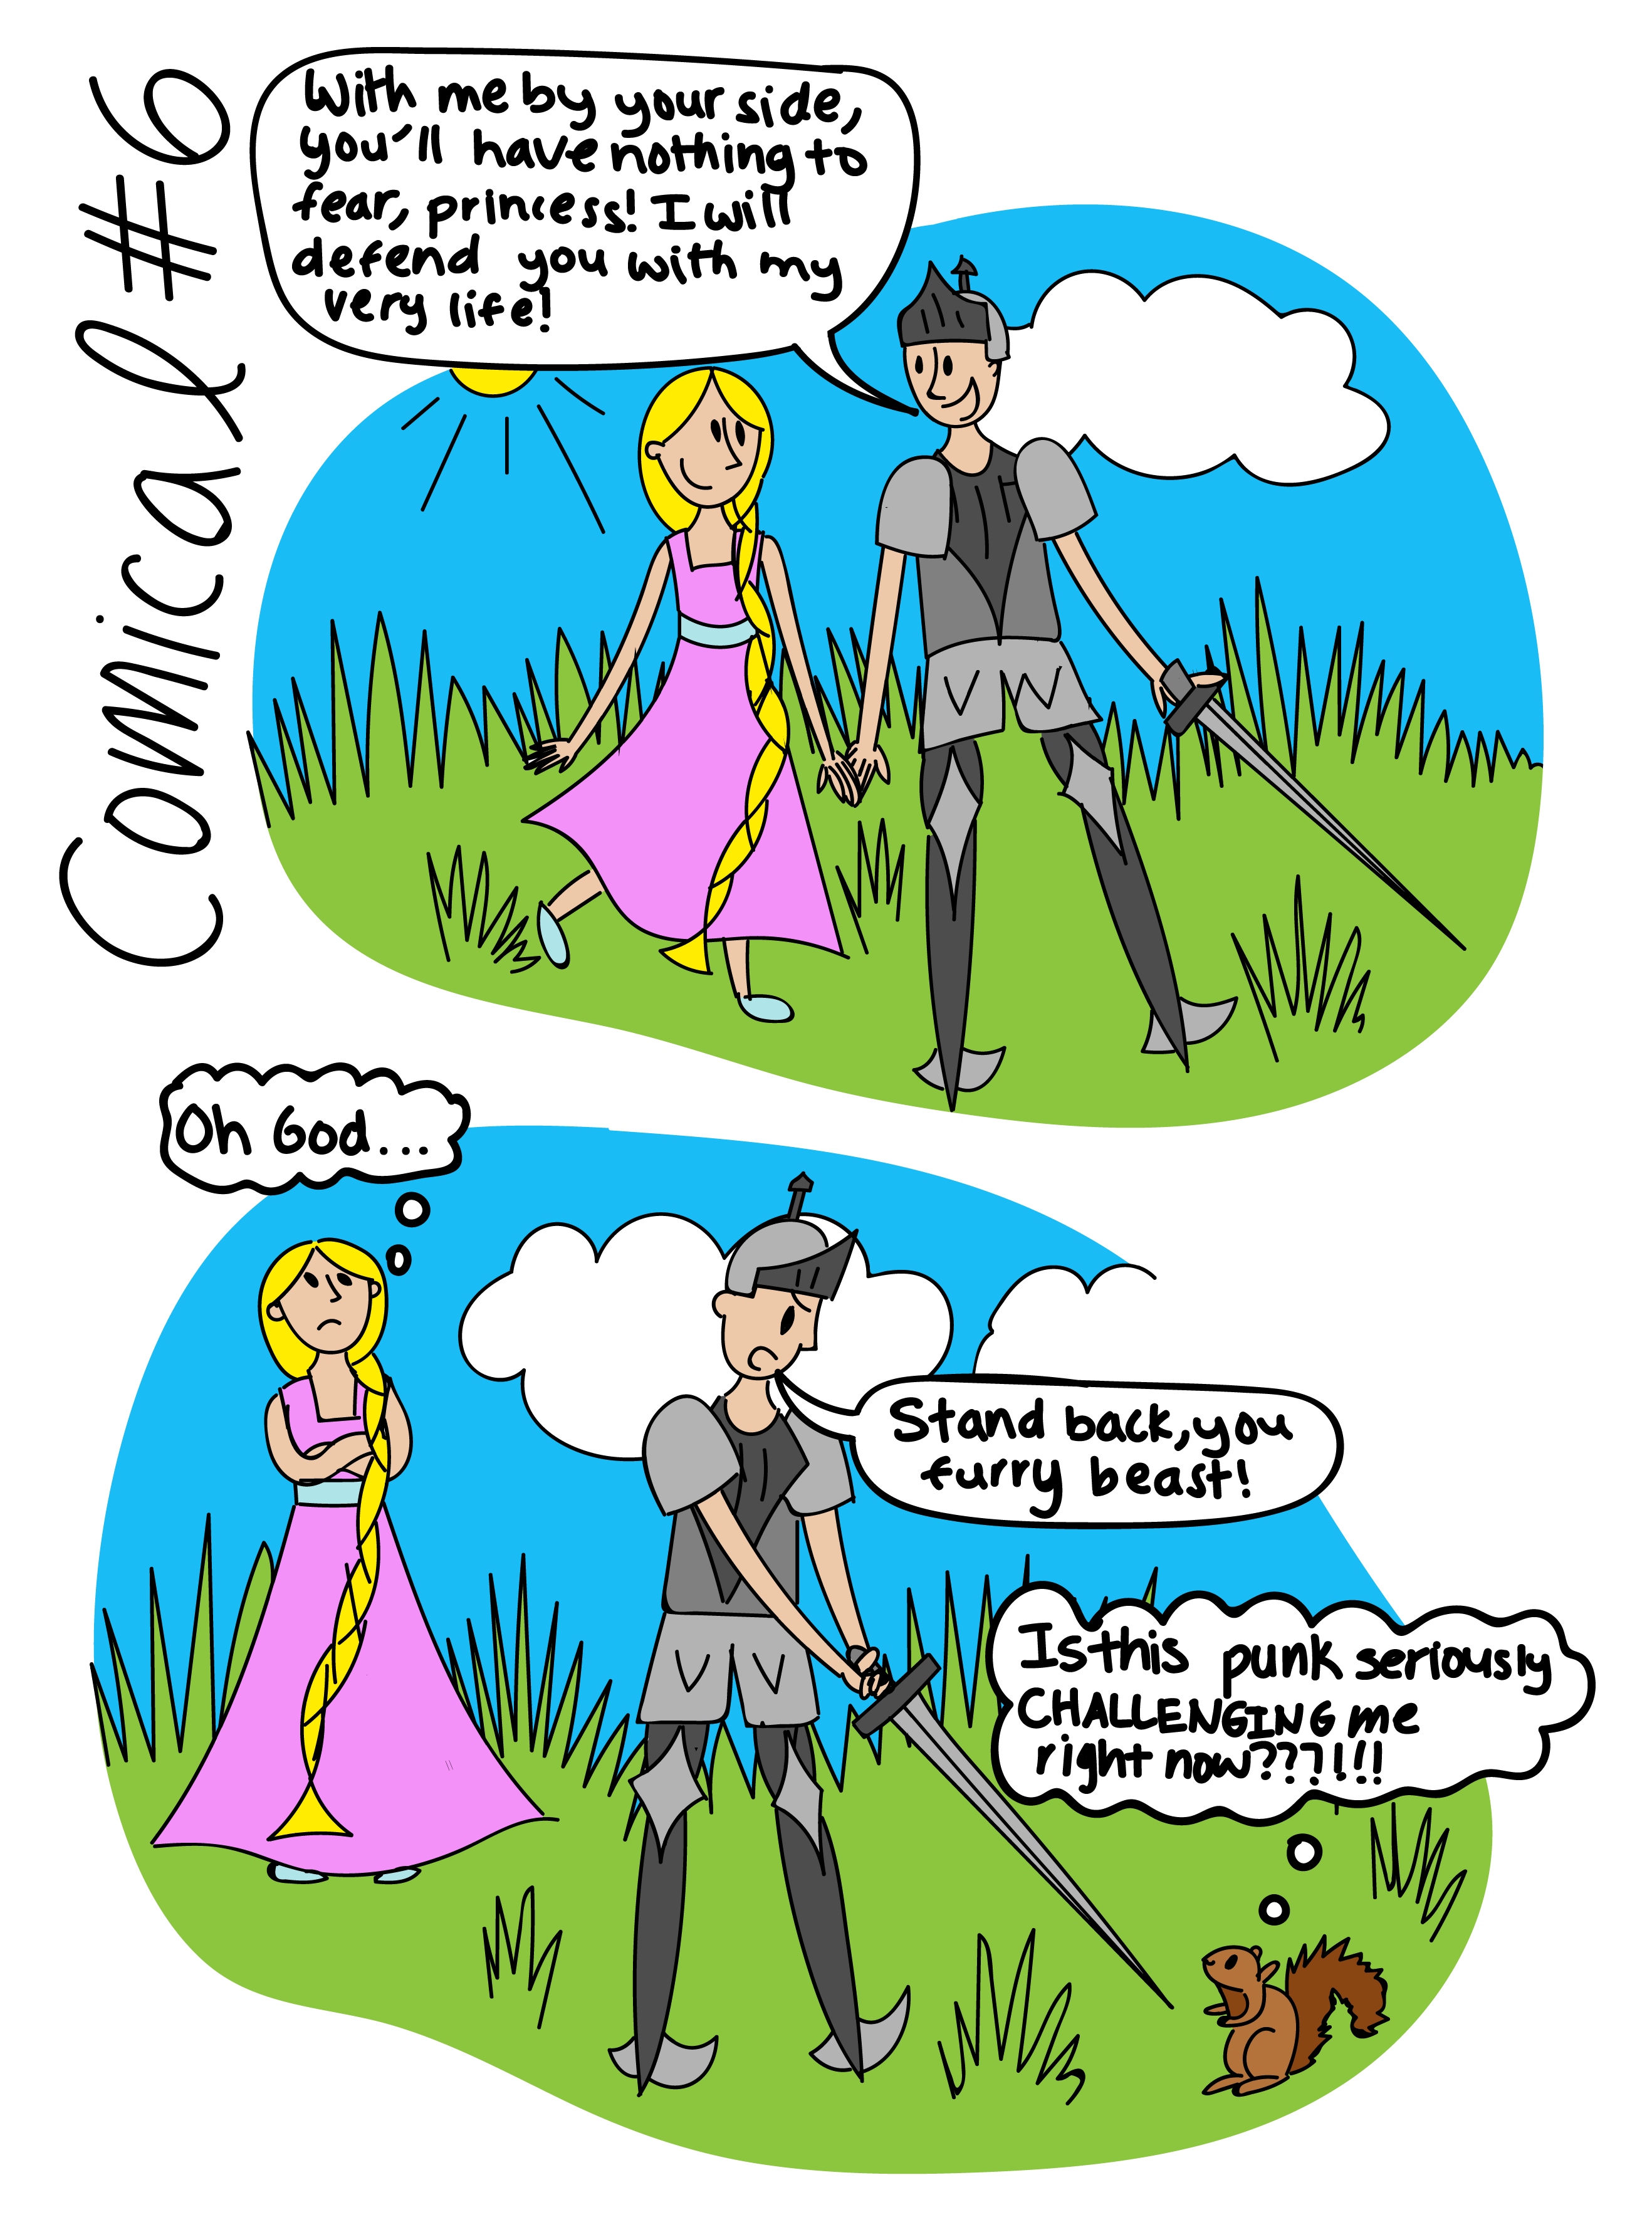 Comical #6
With me by your side,
you'll have nothing to
fear, princess! I will
defend you with my
very life!
Oh God...
Stand back, you
furry beast!
Is this punk seriously
CHALLENGING me
right now???!!!